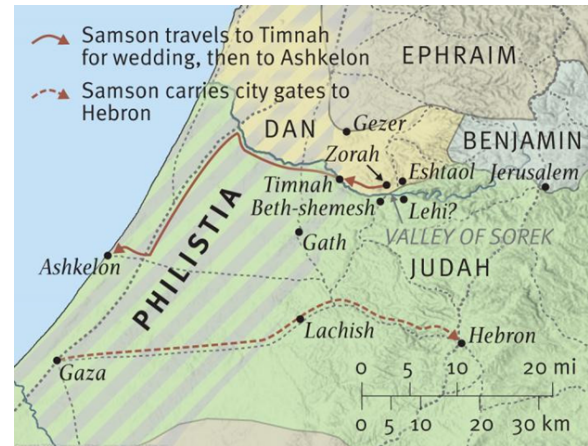 Samson travels to Timnah
for wedding, then to Ashkelon
Samson carries city gates to
Hebron
EPHRAIM
DAN
Gezer
BENJAMIN
Zorah
Eshtaol
Jerusalem
Timnah
Beth-shemesh
Lehi?
VALLEY OF SOREK
PHILISTIA
Gath
JUDAH
Ashkelon
Lachish
Hebron
Gaza
0 10 20 mi
0 5 10 20 30 km